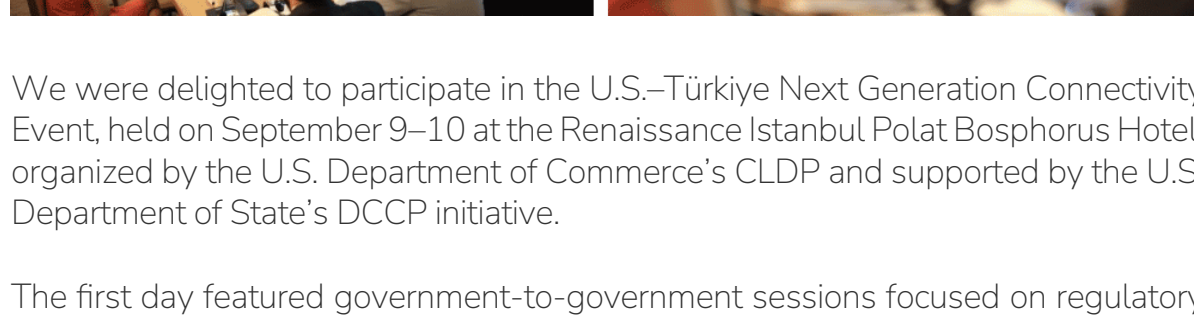 We were delighted to participate in the U.S.–Türkiye Next Generation Connectivity
Event, held on September 9–10 at the Renaissance Istanbul Polat Bosphorus Hotel
organized by the U.S. Department of Commerce’s CLDP and supported by the U.S
Department of State’s DCCP initiative.
The first day featured government-to-government sessions focused on regulatory